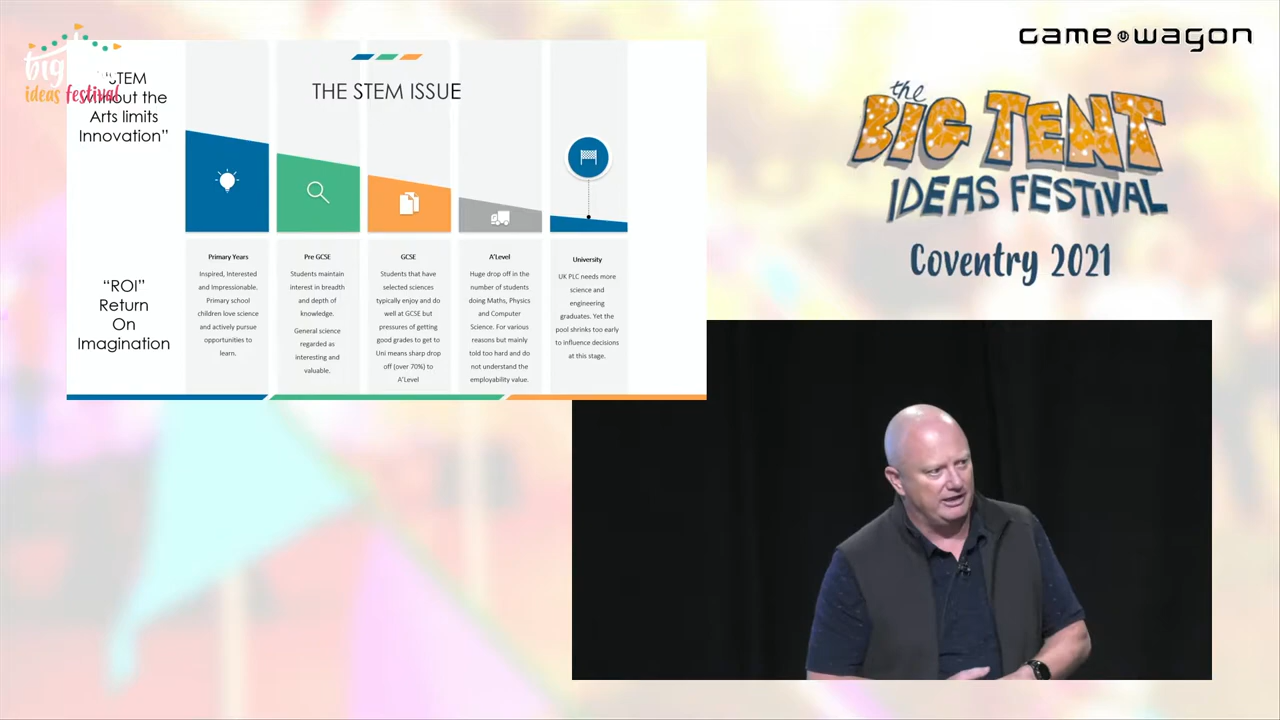 big
ideas festival
"STEM
without the
Arts limits
Innovation"
"ROI"
Return
On
Imagination
THE STEM ISSUE
Primary Years
Inspired, Interested
and Impressionable.
Primary school
children love science
and actively pursue
opportunities to
learn.
Pre GCSE
Students maintain
interest in breadth
and depth of
knowledge.
General science
regarded as
interesting and
valuable.
GCSE
Students that have
selected sciences
typically enjoy and do
well at GCSE but
pressures of getting
good grades to get to
Uni means sharp drop
off (over 70%) to
A'Level
A'Level
Huge drop off in the
number of students
doing Maths, Physics
and Computer
Science. For various
reasons but mainly
told too hard and do
not understand the
employability value.
University
UK PLC needs more
science and
engineering
graduates. Yet the
pool shrinks too early
to influence decisions
at this stage.
game wagon
the
BIG TENT
IDEAS FESTIVAL
Coventry 2021